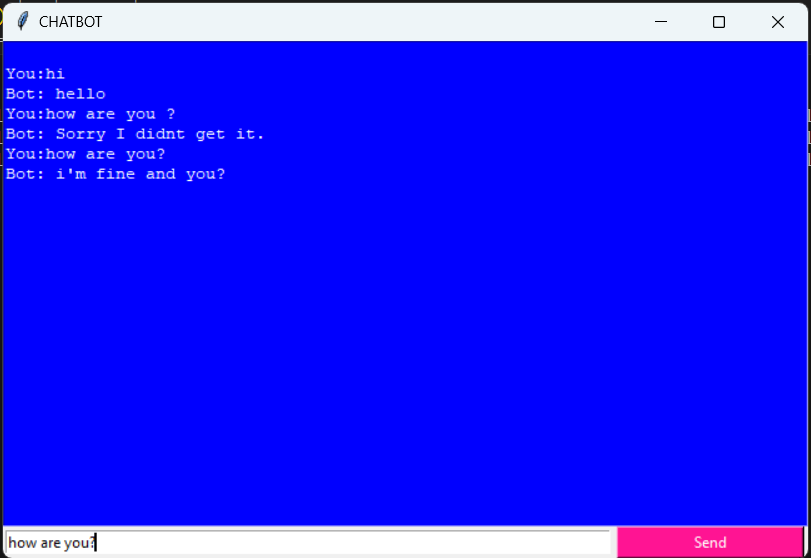 CHATBOT
You:hi
Bot: hello
You:how are you ?
Bot: Sorry I didnt get it.
You:how are you?
Bot: i'm fine and you?
how are you?
Send